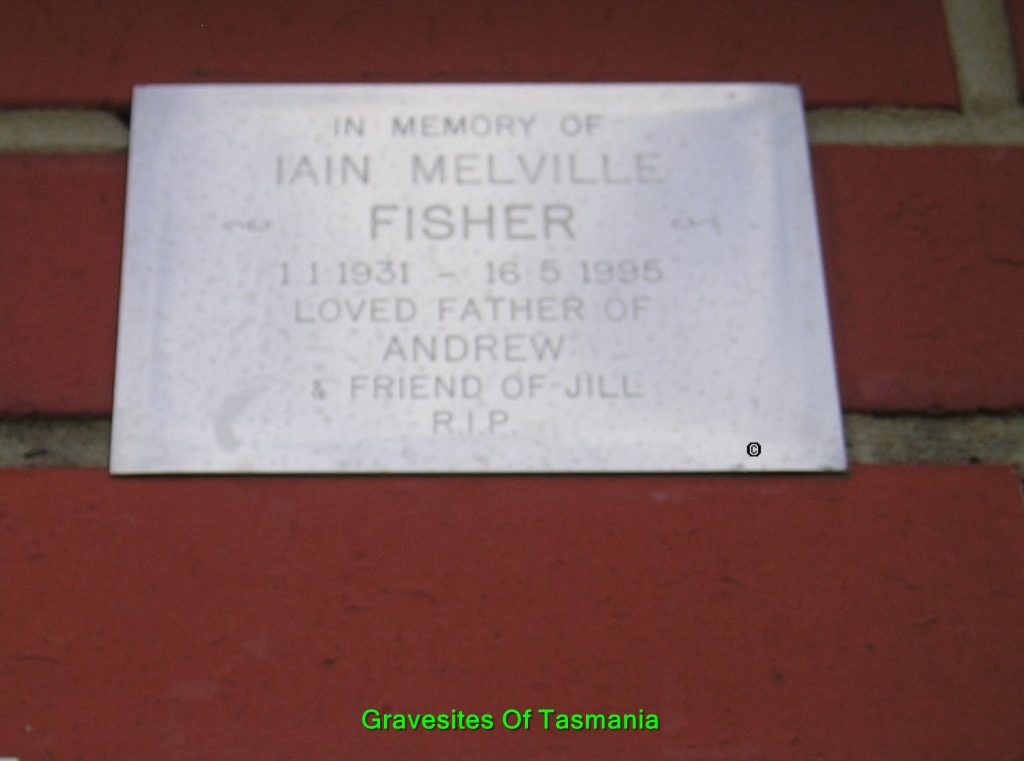 IN MEMORY OF
IAIN MELVILLE
FISHER
1 1 1931 - 16 5 1995
LOVED FATHER OF
ANDREW
& FRIEND OF JILL
R.I.P.
©
Gravesites Of Tasmania